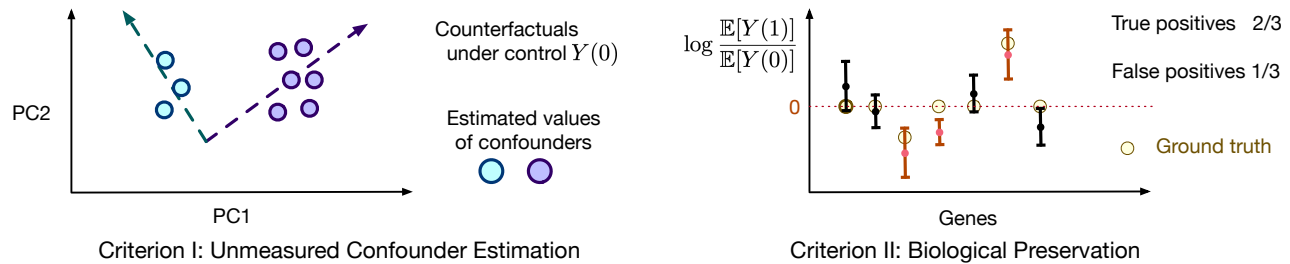 PC2
PC1
Counterfactuals
under control Y(0)
Estimated values
of confounders
Criterion I: Unmeasured Confounder Estimation
log 𝔼[Y(1)] / 𝔼[Y(0)]
0
Genes
True positives 2/3
False positives 1/3
Ground truth
Criterion II: Biological Preservation